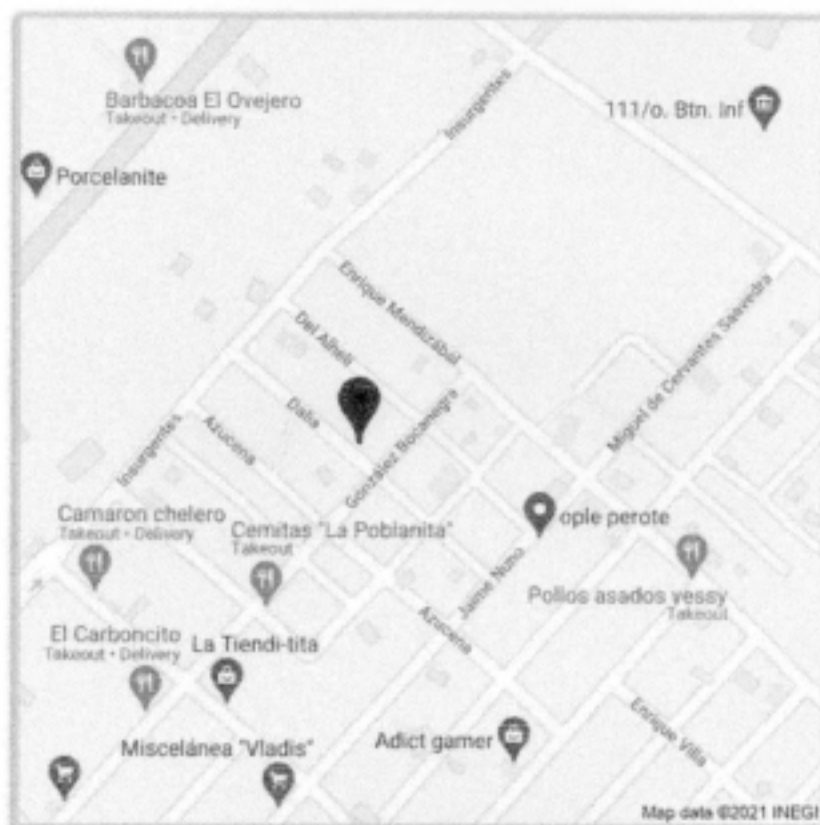 Barbacoa El Ovejero
Takeout • Delivery
Insurgentes
111/o. Btn. Inf
Porcelanite
Enrique Mendizábal
Del Alhelí
Miguel de Cervantes Saavedra
Dalia
González Bocanegra
Insurgentes
Azucena
Camaron chelero
Takeout • Delivery
Cemitas "La Poblanita"
Takeout
ople perote
Jaime Nuno
Pollos asados yessy
Takeout
Azucena
El Carboncito
Takeout • Delivery
La Tiendi-tita
Enrique Villa
Miscelánea "Vladis"
Adict gamer
Map data ©2021 INEGI